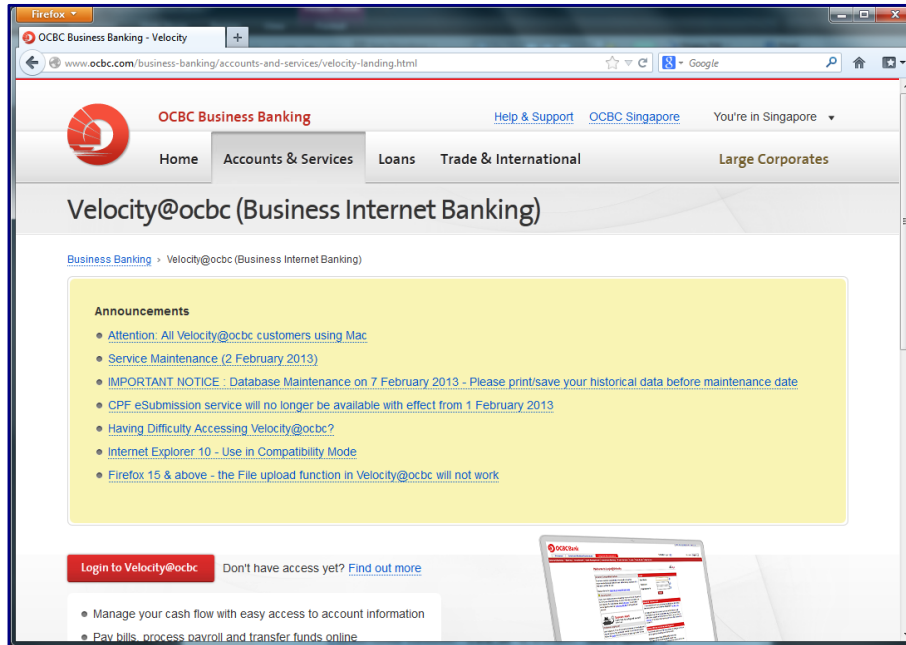 Firefox
OCBC Business Banking - Velocity
www.ocbc.com/business-banking/accounts-and-services/velocity-landing.html
Google
OCBC Business Banking
Help & Support
OCBC Singapore
You're in Singapore
Home
Accounts & Services
Loans
Trade & International
Large Corporates
Velocity@ocbc (Business Internet Banking)
Business Banking › Velocity@ocbc (Business Internet Banking)
Announcements
Attention: All Velocity@ocbc customers using Mac
Service Maintenance (2 February 2013)
IMPORTANT NOTICE : Database Maintenance on 7 February 2013 - Please print/save your historical data before maintenance date
CPF eSubmission service will no longer be available with effect from 1 February 2013
Having Difficulty Accessing Velocity@ocbc?
Internet Explorer 10 - Use in Compatibility Mode
Firefox 15 & above - the File upload function in Velocity@ocbc will not work
Login to Velocity@ocbc
Don't have access yet? Find out more
OCBC Bank
Manage your cash flow with easy access to account information
Pay bills, process payroll and transfer funds online